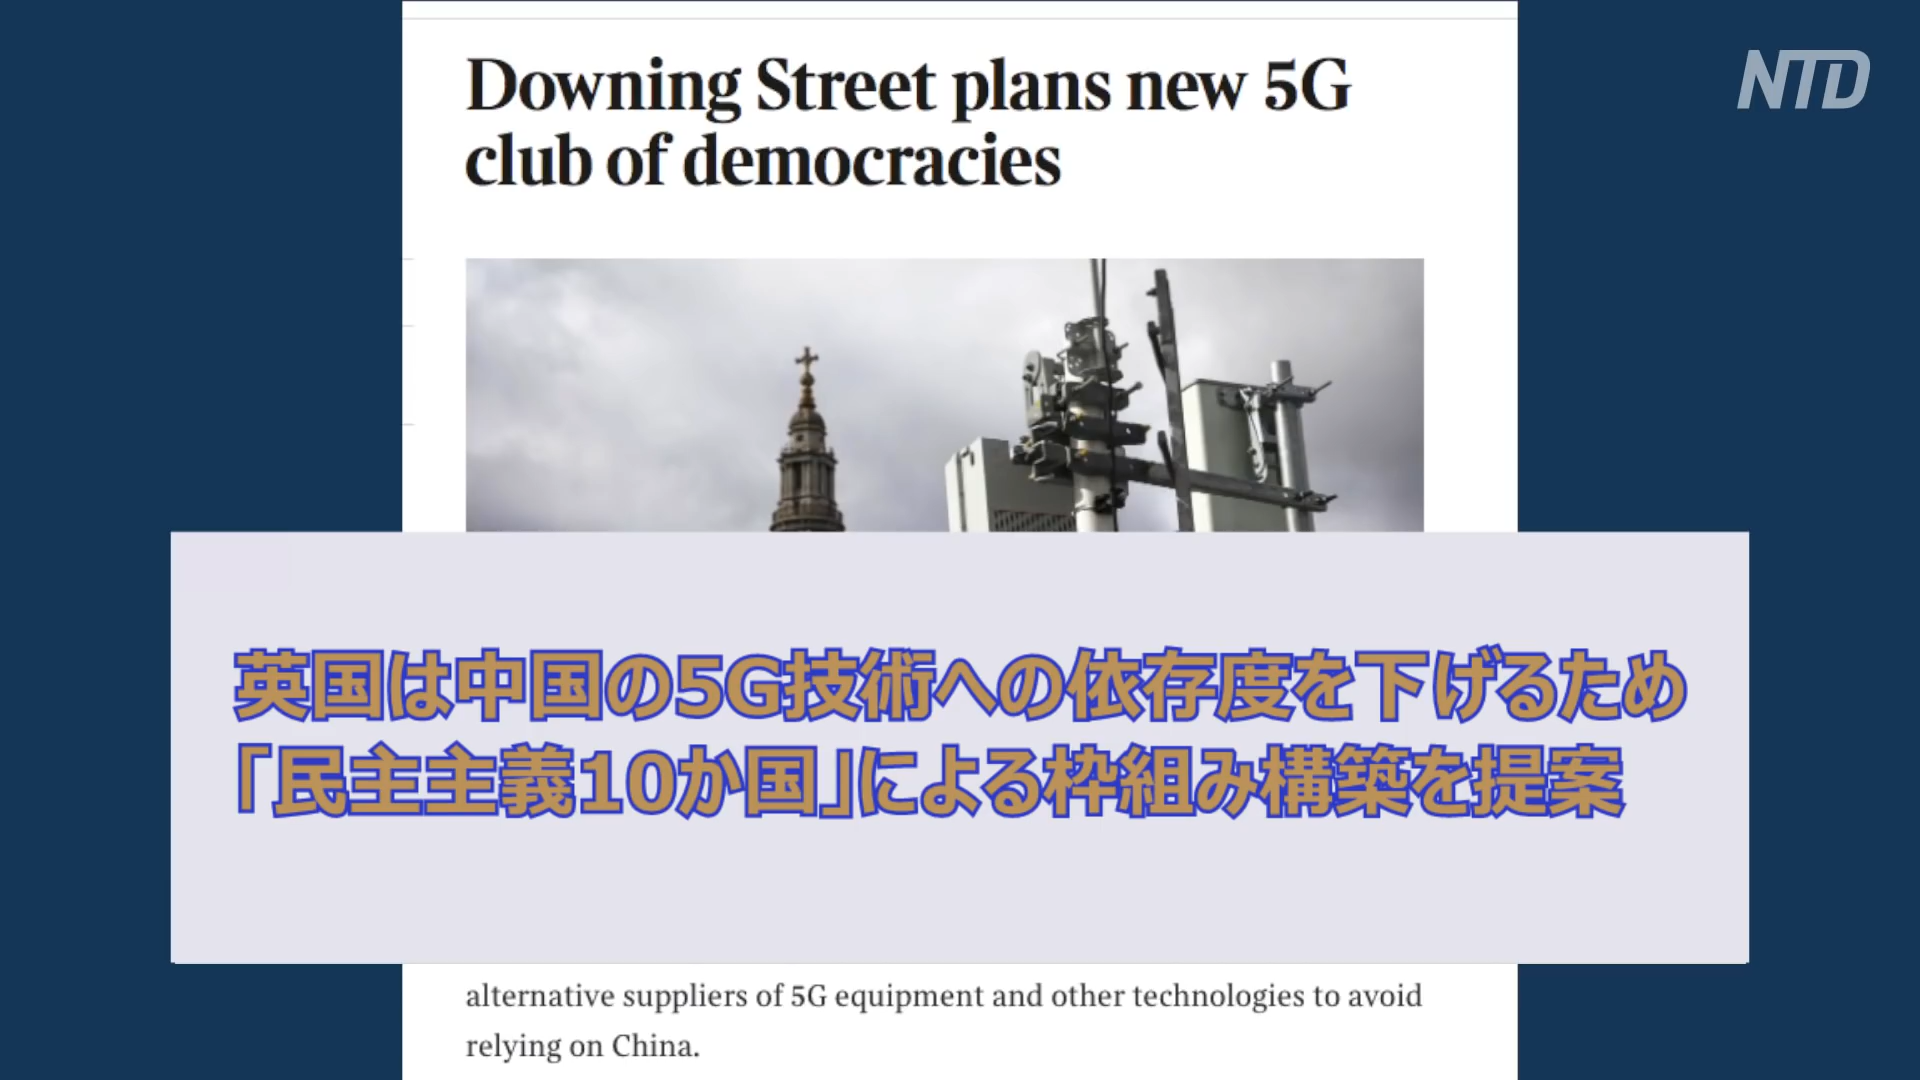 NTD
Downing Street plans new 5G
club of democracies
英国は中国の5G技術への依存度を下げるため
「民主主義10か国」による枠組み構築を提案
alternative suppliers of 5G equipment and other technologies to avoid
relying on China.